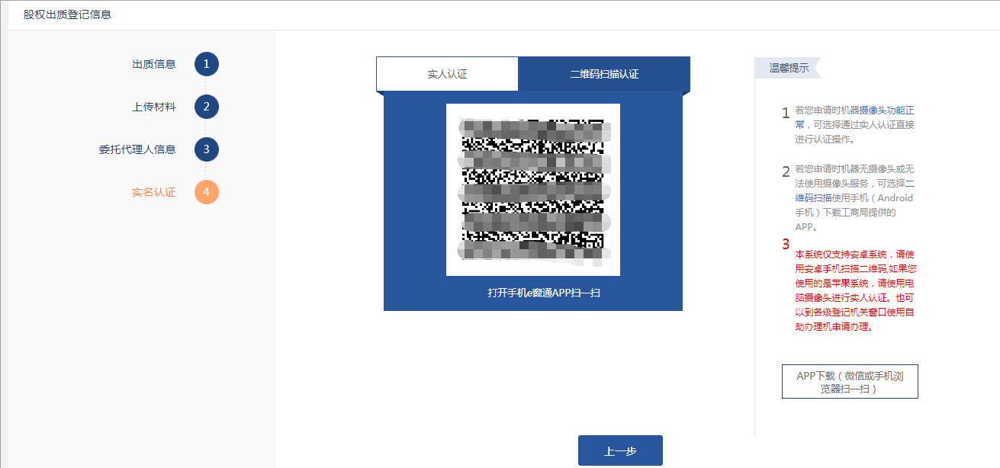 股权出质登记信息
出质信息 1
上传材料 2
委托代理人信息 3
实名认证 4
实人认证
二维码扫描认证
打开手机e窗通APP扫一扫
上一步
温馨提示
1 若您申请时机器摄像头功能正
常，可选择通过实人认证直接
进行认证操作。
2 若您申请时机器无摄像头或无
法使用摄像头服务，可选择二
维码扫描使用手机（Android
手机）下载工商局提供的
APP。
3
本系统仅支持安卓系统，请使
用安卓手机扫描二维码,如果您
使用的是苹果系统，请使用电
脑摄像头进行实人认证。也可
以到各级登记机关窗口使用自
助办理机申请办理。
APP下载（微信或手机浏
览器扫一扫）